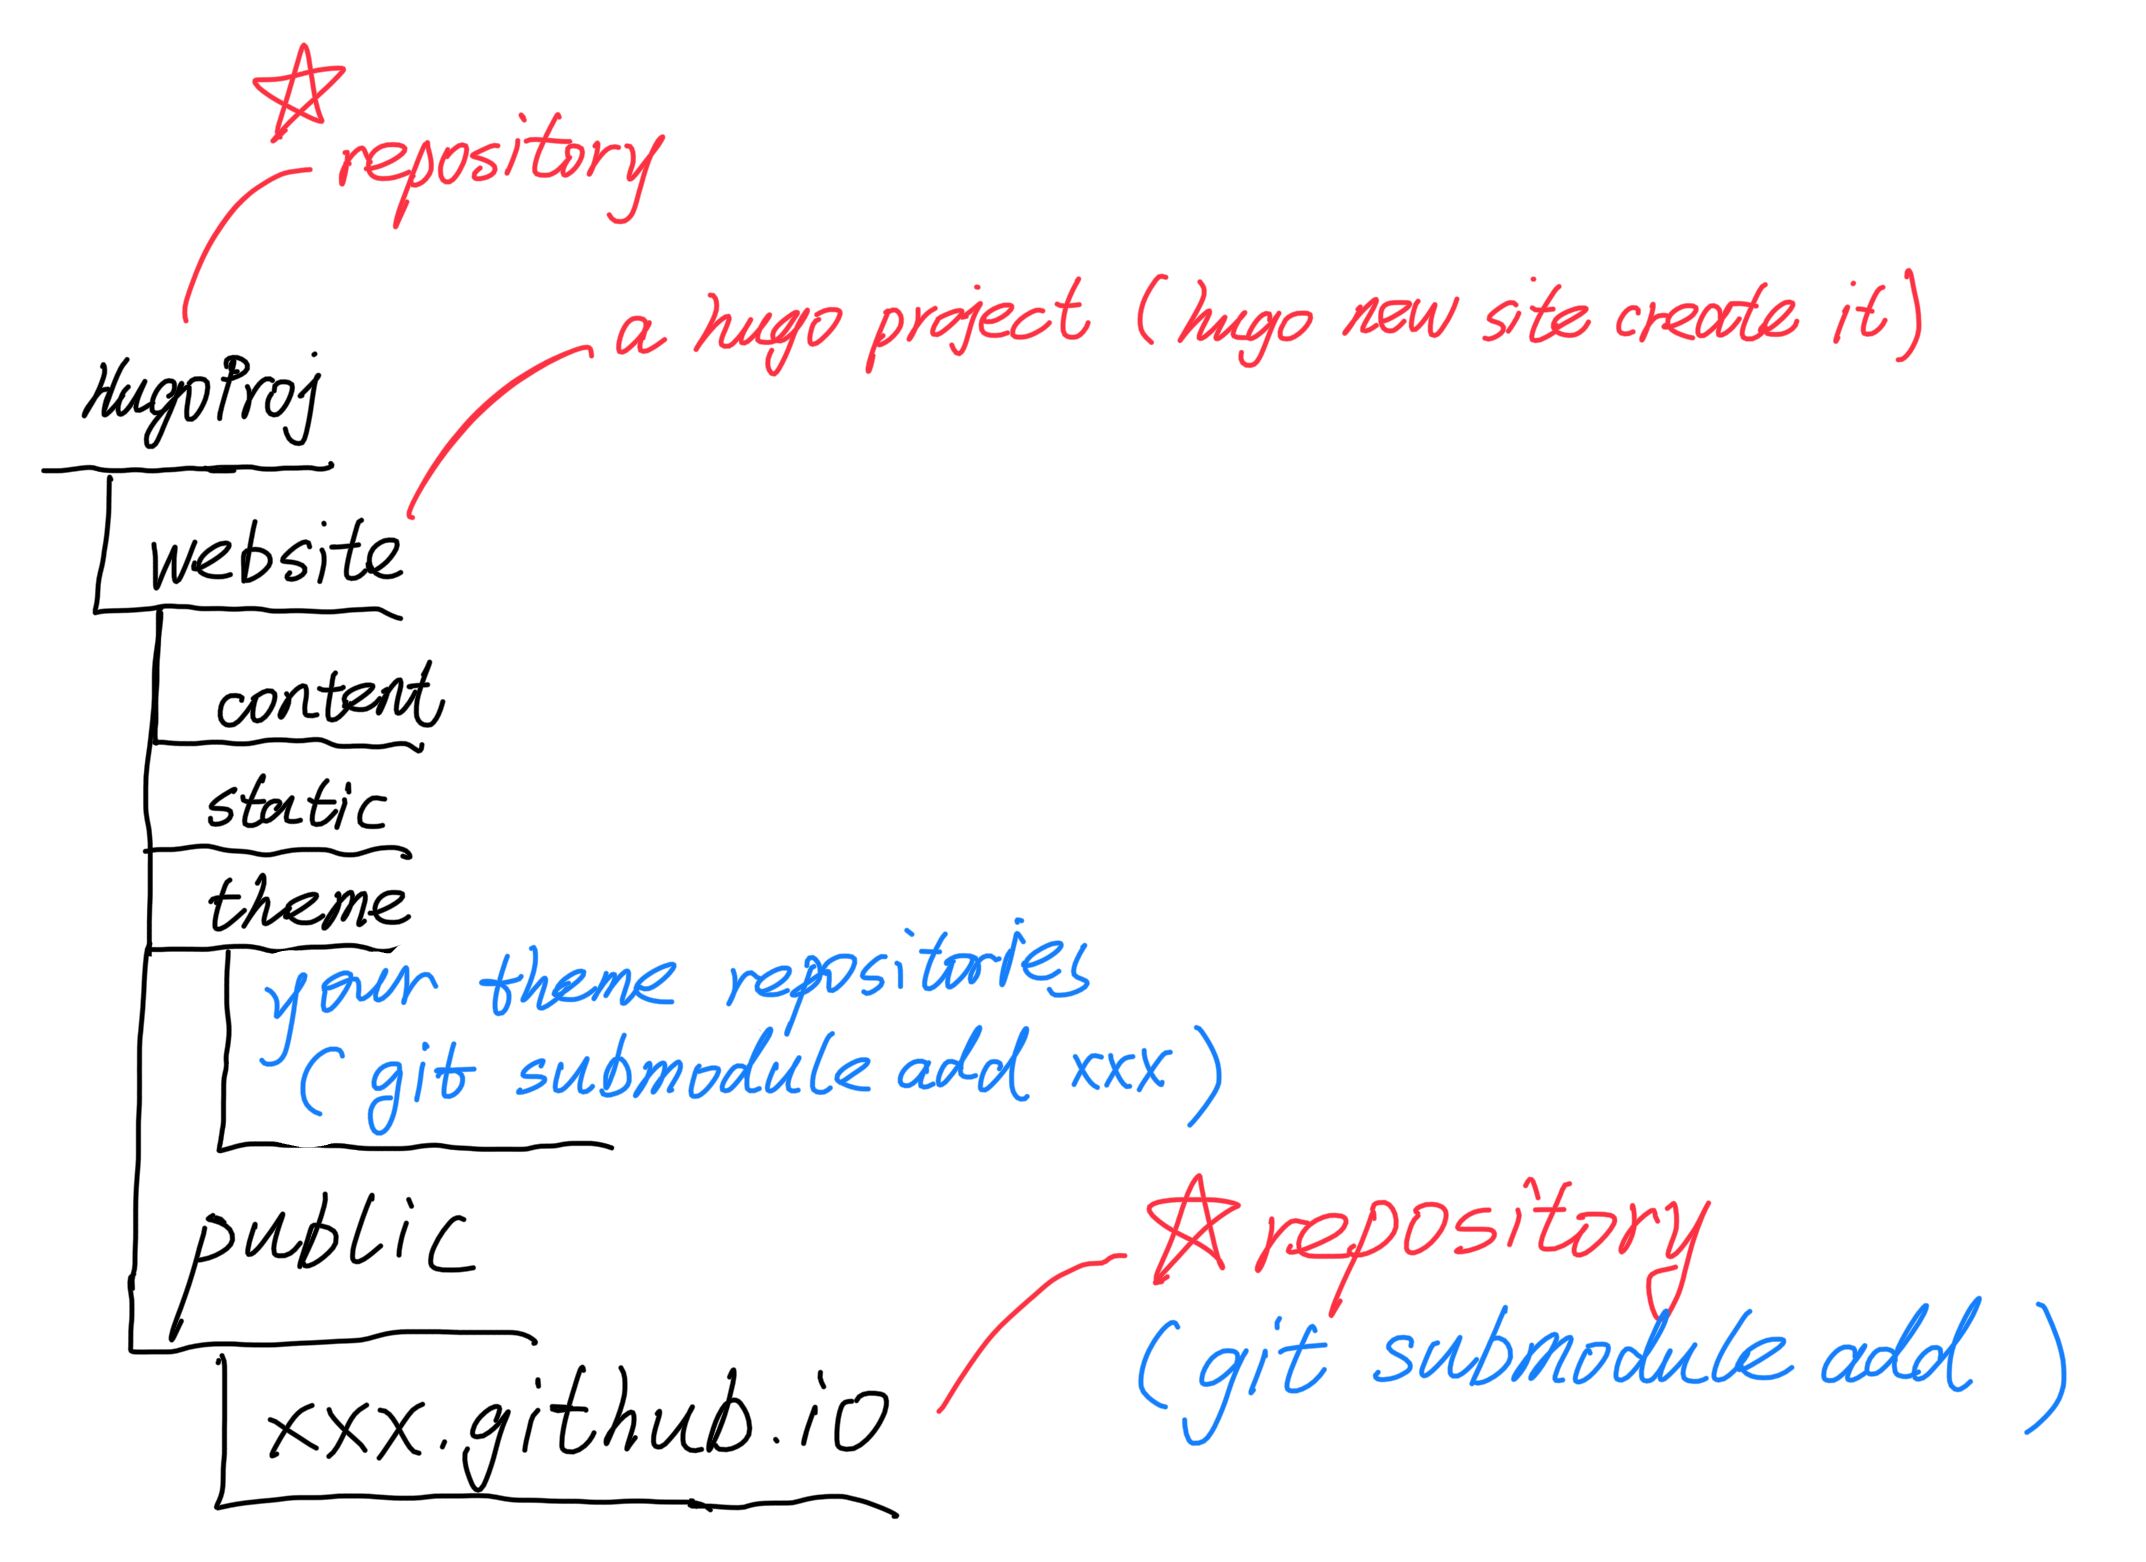 repository
a hugo project (hugo new site create it)
HugoProj
website
content
static
theme
your theme repositories
(git submodule add xxx)
public
repository
(git submodule add )
xxx.github.io